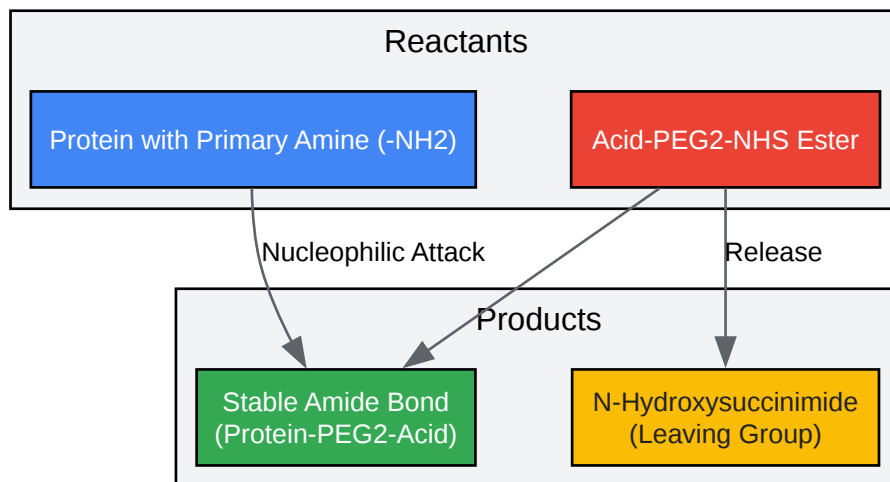 Reactants
Protein with Primary Amine (-NH2)
Acid-PEG2-NHS Ester
Nucleophilic Attack
Release
Products
Stable Amide Bond
(Protein-PEG2-Acid)
N-Hydroxysuccinimide
(Leaving Group)